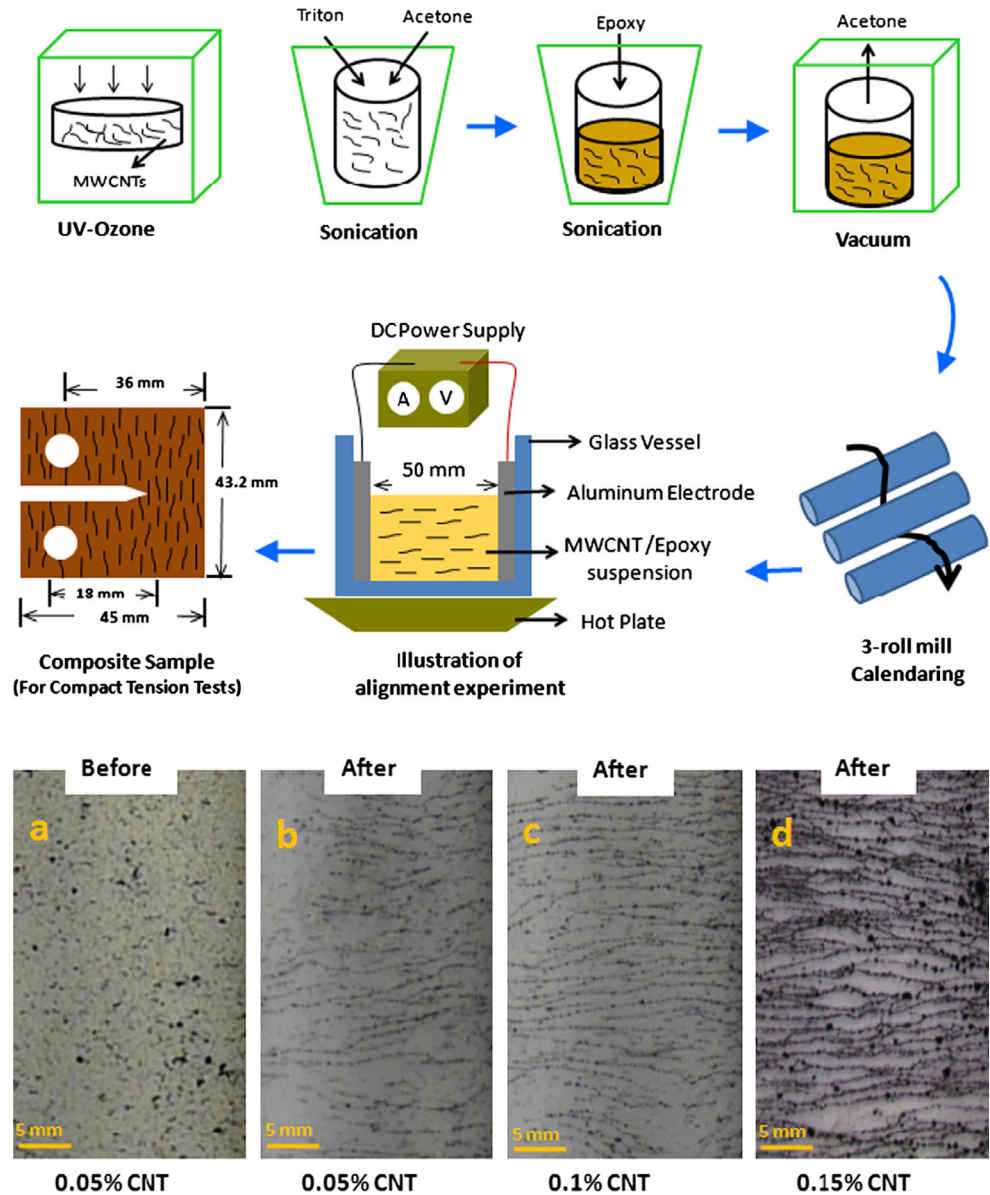 Triton
Acetone
Epoxy
Acetone
MWCNTs
UV-Ozone
Sonication
Sonication
Vacuum
DC Power Supply
A
V
36 mm
43.2 mm
18 mm
45 mm
50 mm
Glass Vessel
Aluminum Electrode
MWCNT/Epoxy
suspension
Hot Plate
Composite Sample
(For Compact Tension Tests)
Illustration of
alignment experiment
3-roll mill
Calendaring
Before
After
After
After
a
b
c
d
5 mm
5 mm
5 mm
5 mm
0.05% CNT
0.05% CNT
0.1% CNT
0.15% CNT